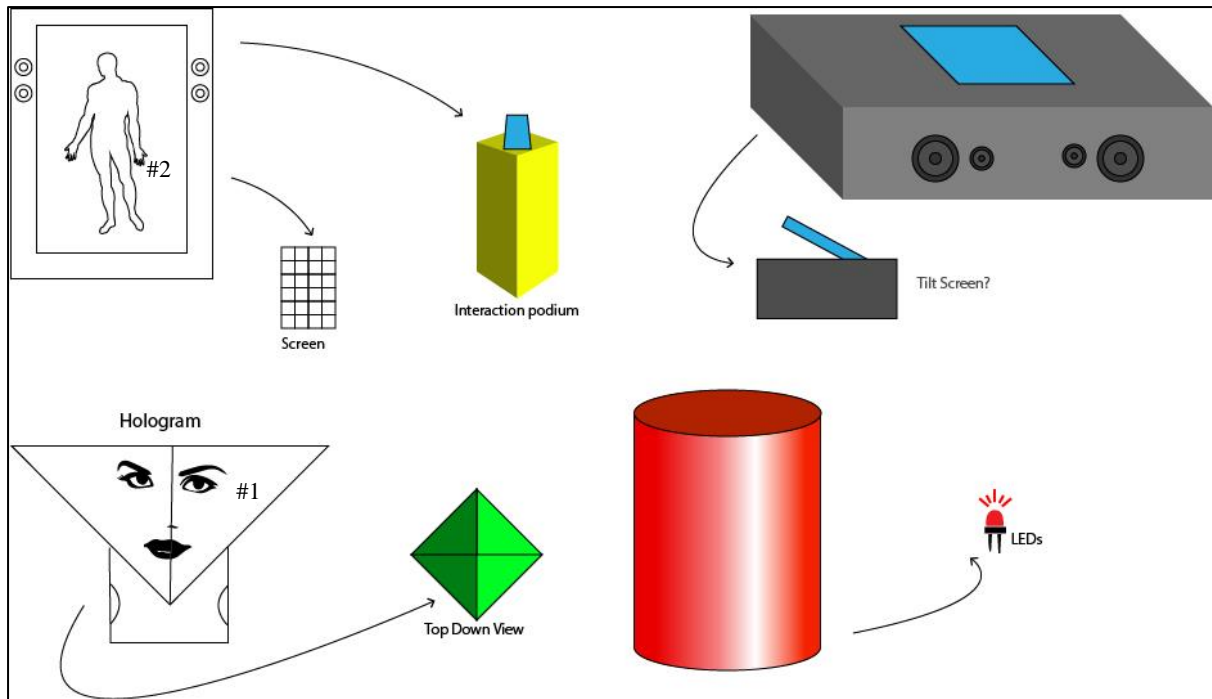 #2
Interaction podium
Tilt Screen?
Screen
Hologram
#1
LEDs
Top Down View